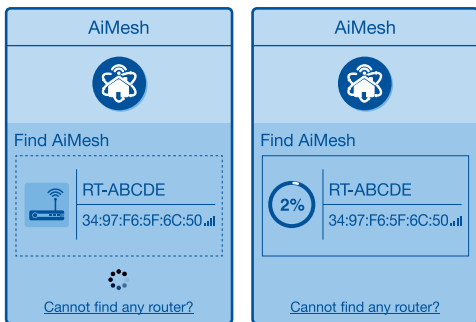 AiMesh
Find AiMesh
RT-ABCDE
34:97:F6:5F:6C:50
Cannot find any router?
AiMesh
Find AiMesh
2%
RT-ABCDE
34:97:F6:5F:6C:50
Cannot find any router?